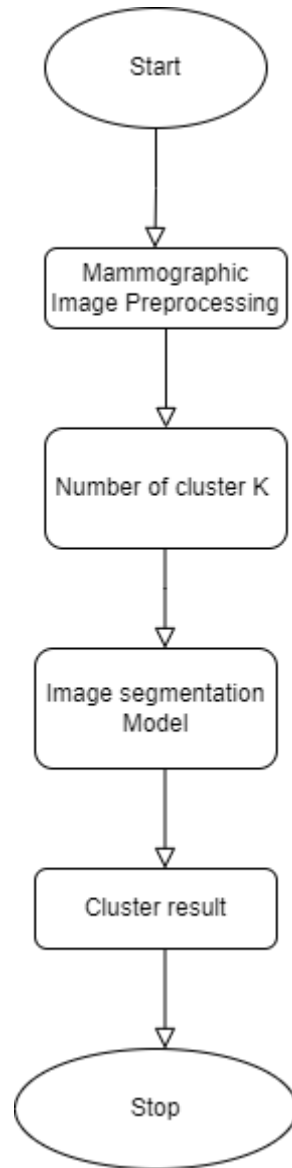 Start
Mammographic
Image Preprocessing
Number of cluster K
Image segmentation
Model
Cluster result
Stop